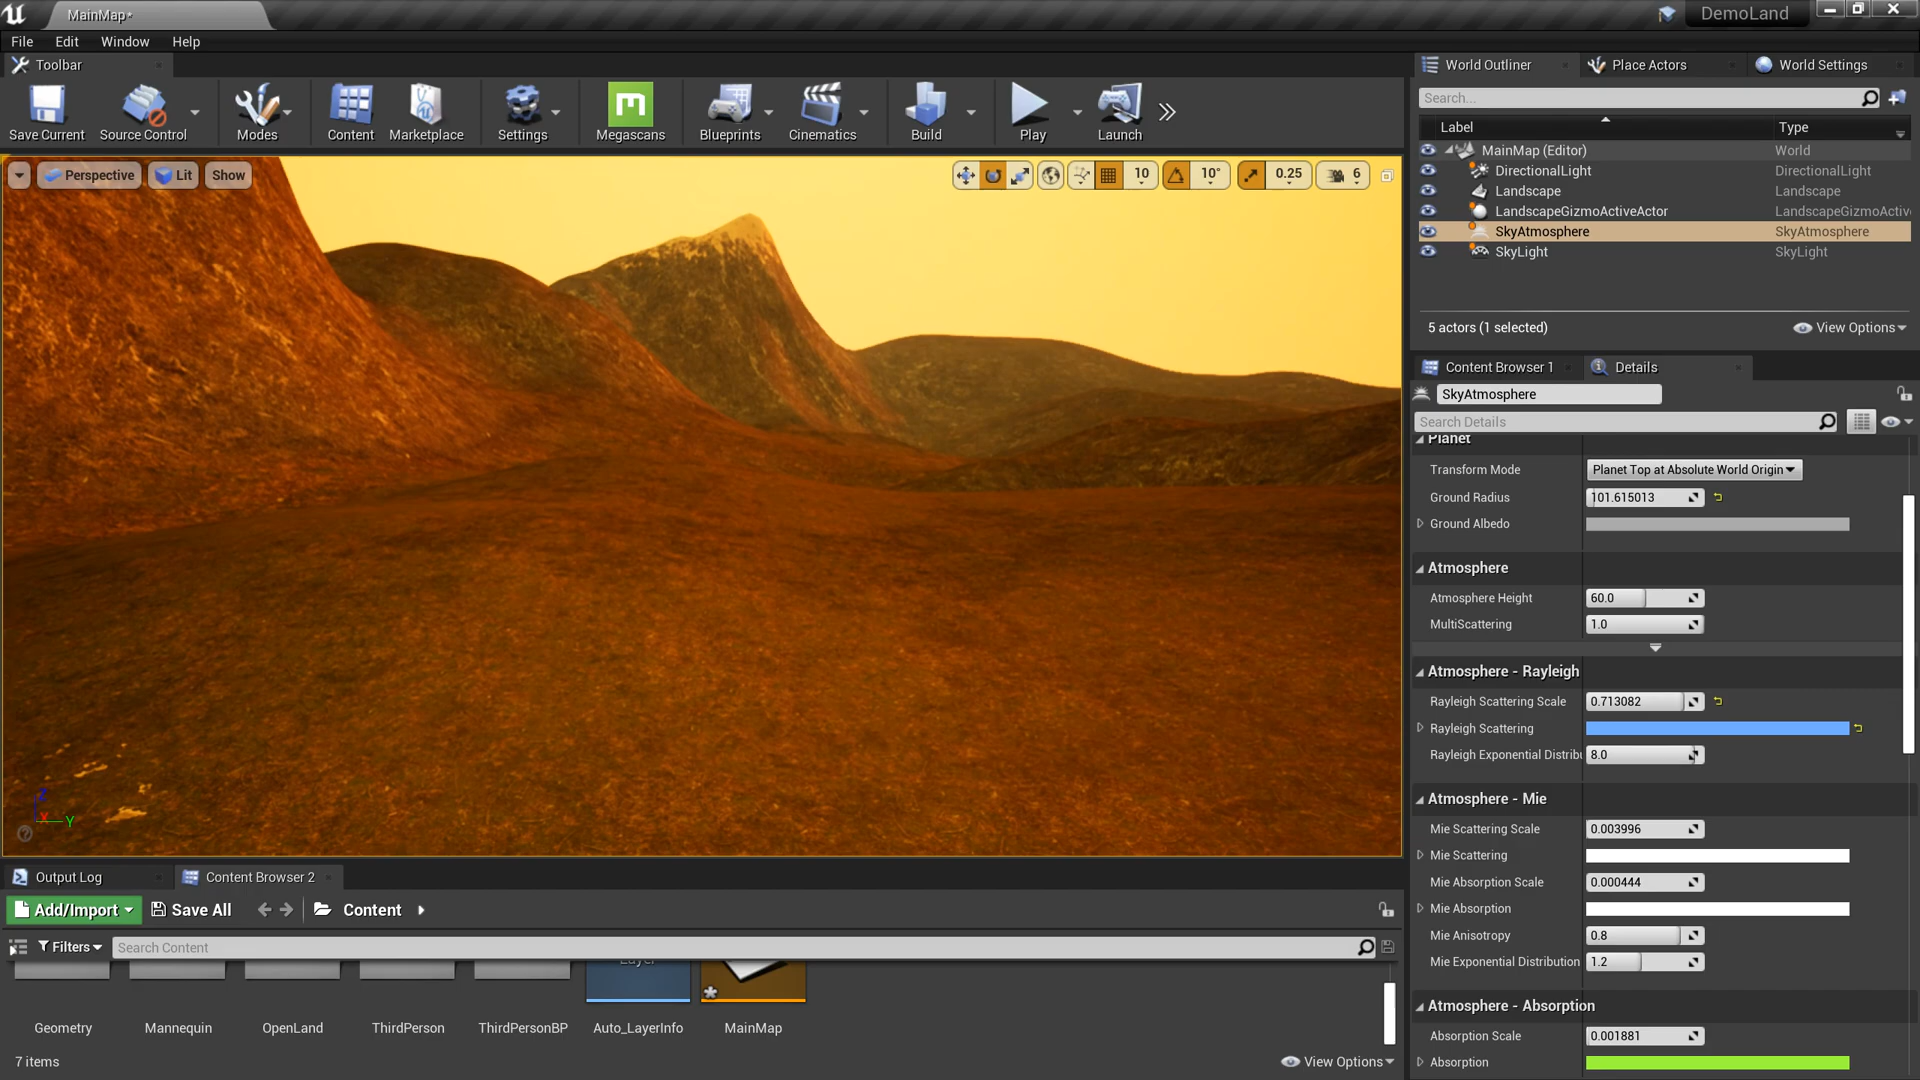 MainMap*
DemoLand
File Edit Window Help
Toolbar
Save Current
Source Control
Modes
Content
Marketplace
Settings
Megascans
Blueprints
Cinematics
Build
Play
Launch
Perspective
Lit
Show
10
10°
0.25
6
World Outliner
Place Actors
World Settings
Search...
Label Type
MainMap (Editor) World
DirectionalLight DirectionalLight
Landscape Landscape
LandscapeGizmoActiveActor LandscapeGizmoActiv
SkyAtmosphere SkyAtmosphere
SkyLight SkyLight
5 actors (1 selected)
View Options
Content Browser 1
Details
SkyAtmosphere
Search Details
Planet
Transform Mode Planet Top at Absolute World Origin
Ground Radius 101.615013
Ground Albedo
Atmosphere
Atmosphere Height 60.0
MultiScattering 1.0
Atmosphere - Rayleigh
Rayleigh Scattering Scale 0.713082
Rayleigh Scattering
Rayleigh Exponential Distribu 8.0
Atmosphere - Mie
Mie Scattering Scale 0.003996
Mie Scattering
Mie Absorption Scale 0.000444
Mie Absorption
Mie Anisotropy 0.8
Mie Exponential Distribution 1.2
Atmosphere - Absorption
Absorption Scale 0.001881
Absorption
Z
X
Y
Output Log
Content Browser 2
Add/Import
Save All
Content
Filters
Search Content
Layer
Geometry
Mannequin
OpenLand
ThirdPerson
ThirdPersonBP
Auto_LayerInfo
MainMap
7 items
View Options